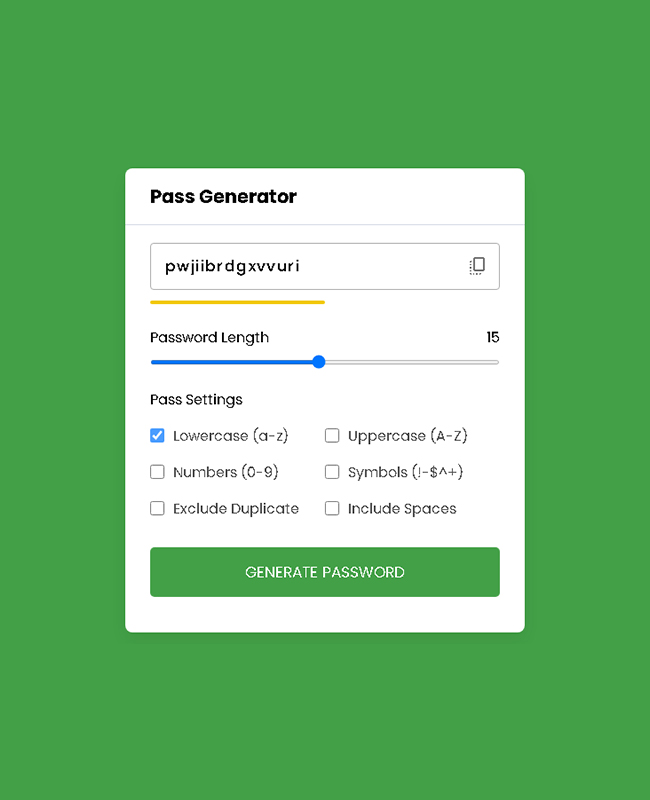 Pass Generator
pwjiibrdgxvvuri
Password Length 15
Pass Settings
Lowercase (a-z) Uppercase (A-Z)
Numbers (0-9) Symbols (!-$^+)
Exclude Duplicate Include Spaces
GENERATE PASSWORD